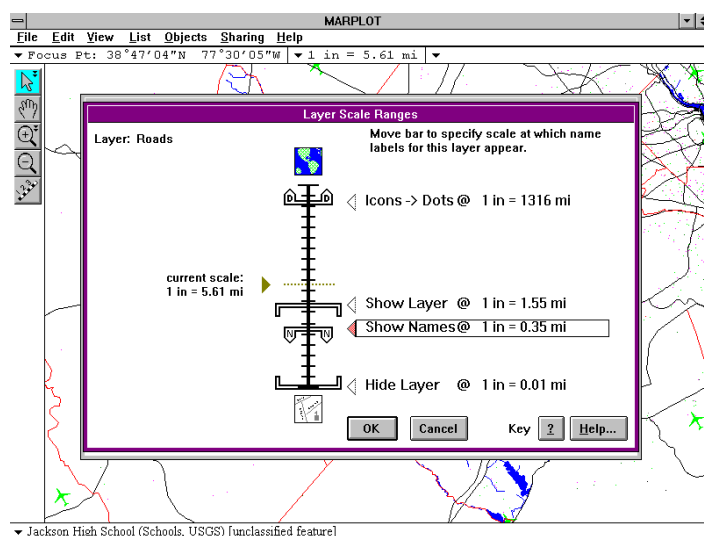 MARPLOT
File Edit View List Objects Sharing Help
Focus Pt: 38°47'04"N 77°30'05"W 1 in = 5.61 mi
Layer Scale Ranges
Layer: Roads
Move bar to specify scale at which name
labels for this layer appear.
D D
Icons -> Dots @ 1 in = 1316 mi
current scale:
1 in = 5.61 mi
Show Layer @ 1 in = 1.55 mi
N N
Show Names @ 1 in = 0.35 mi
Hide Layer @ 1 in = 0.01 mi
OK Cancel Key ? Help...
1 2 3
Jackson High School (Schools, USGS) [unclassified feature]